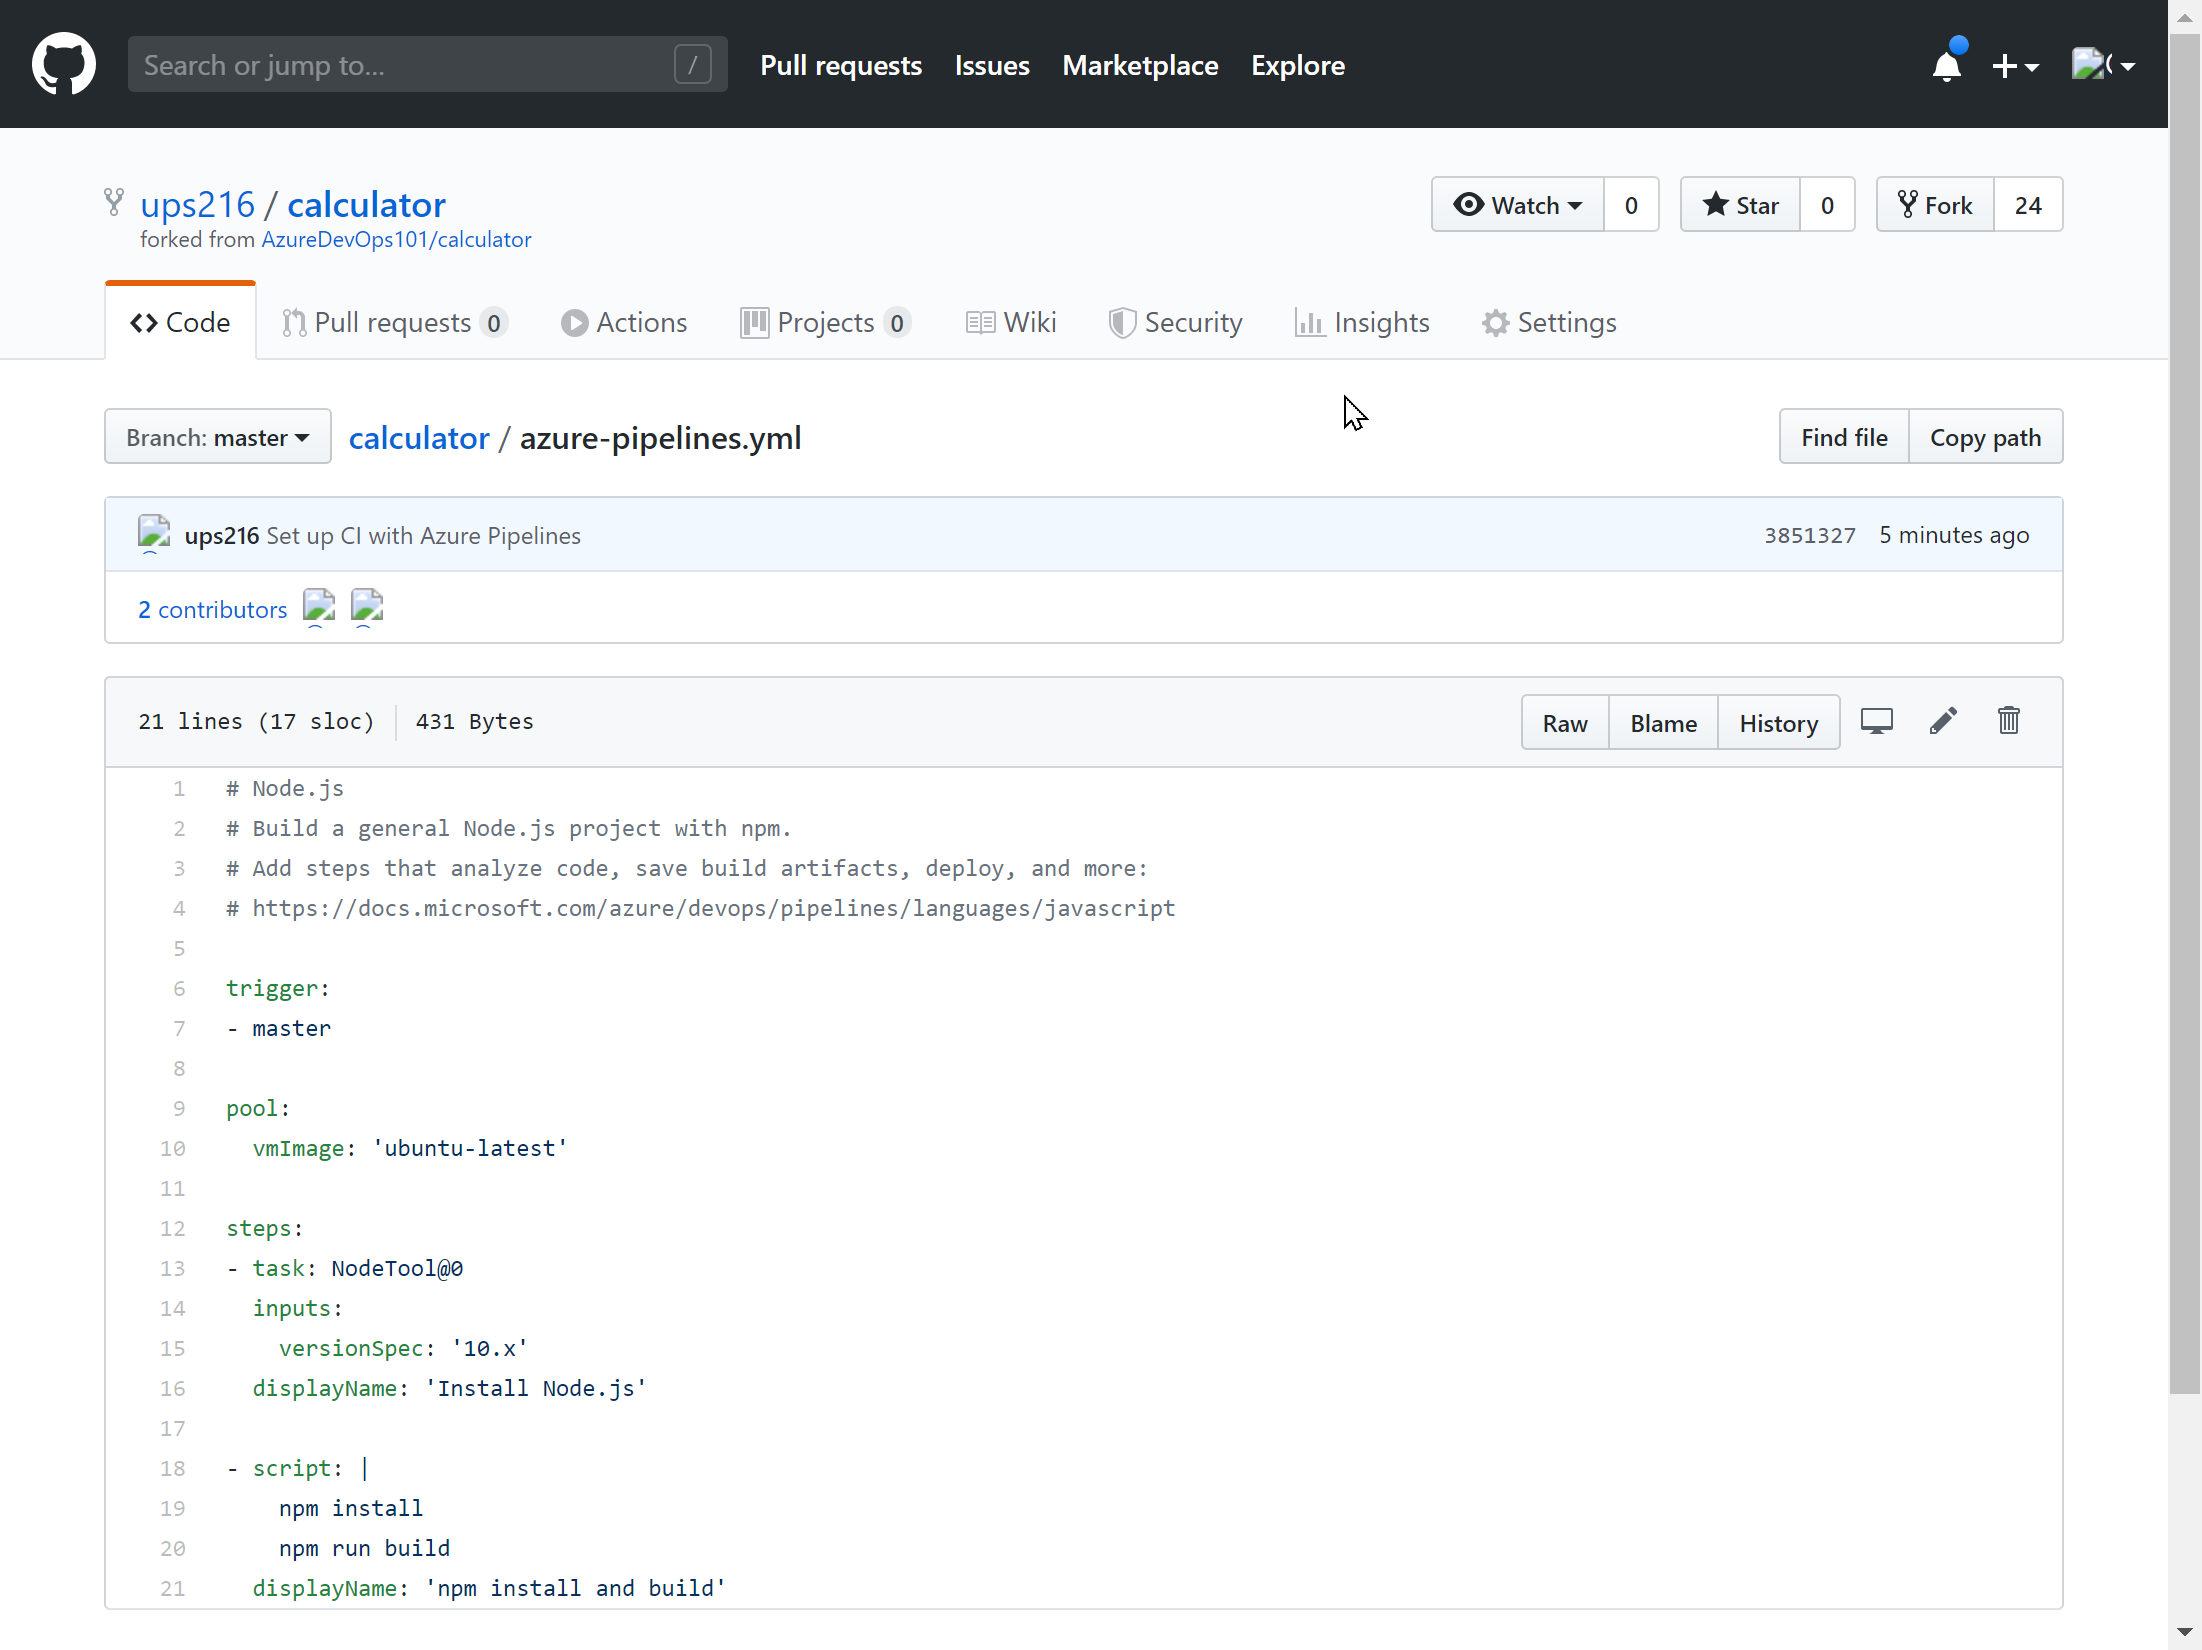 Search or jump to... / Pull requests Issues Marketplace Explore
ups216 / calculator Watch 0 Star 0 Fork 24
forked from AzureDevOps101/calculator
Code Pull requests 0 Actions Projects 0 Wiki Security Insights Settings
Branch: master calculator / azure-pipelines.yml Find file Copy path
ups216 Set up CI with Azure Pipelines 3851327 5 minutes ago
2 contributors
21 lines (17 sloc) 431 Bytes Raw Blame History
1 # Node.js
2 # Build a general Node.js project with npm.
3 # Add steps that analyze code, save build artifacts, deploy, and more:
4 # https://docs.microsoft.com/azure/devops/pipelines/languages/javascript
5
6 trigger:
7 - master
8
9 pool:
10 vmImage: 'ubuntu-latest'
11
12 steps:
13 - task: NodeTool@0
14 inputs:
15 versionSpec: '10.x'
16 displayName: 'Install Node.js'
17
18 - script: |
19 npm install
20 npm run build
21 displayName: 'npm install and build'